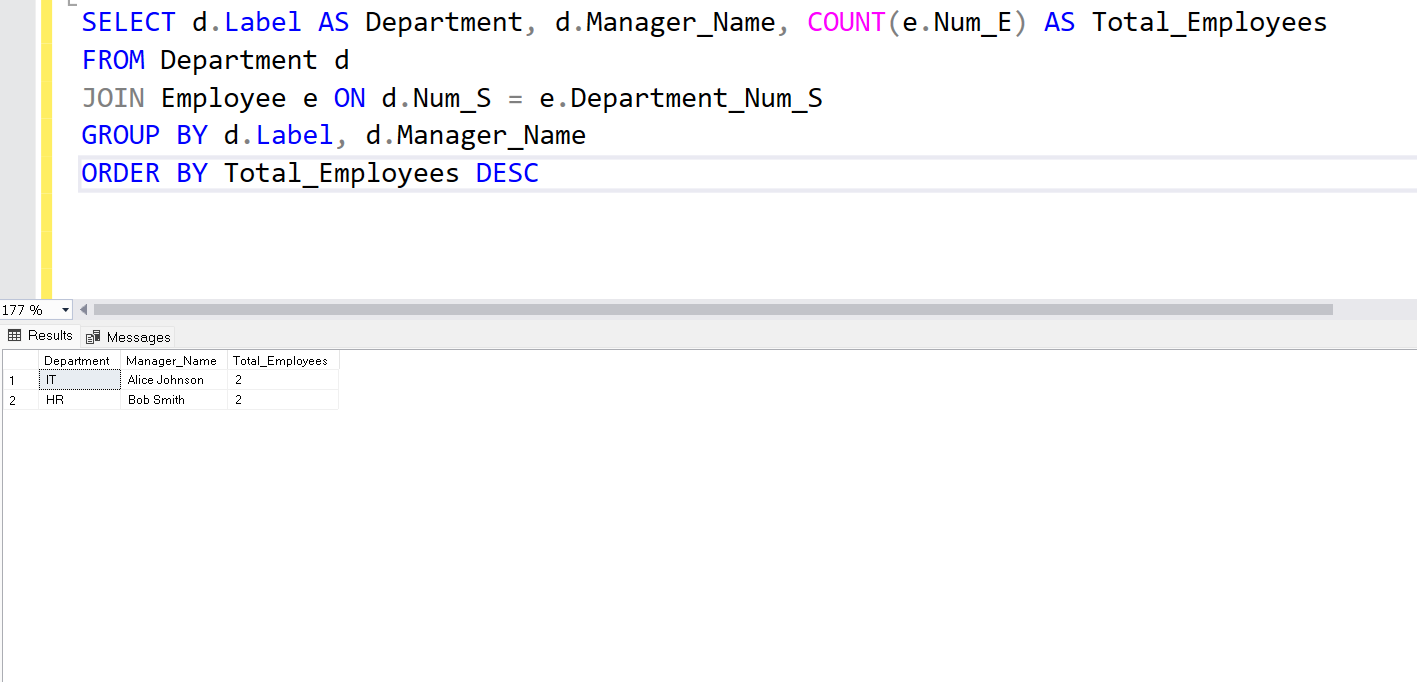 SELECT d.Label AS Department, d.Manager_Name, COUNT(e.Num_E) AS Total_Employees
FROM Department d
JOIN Employee e ON d.Num_S = e.Department_Num_S
GROUP BY d.Label, d.Manager_Name
ORDER BY Total_Employees DESC
177 %
Results Messages
Department Manager_Name Total_Employees
1 IT Alice Johnson 2
2 HR Bob Smith 2